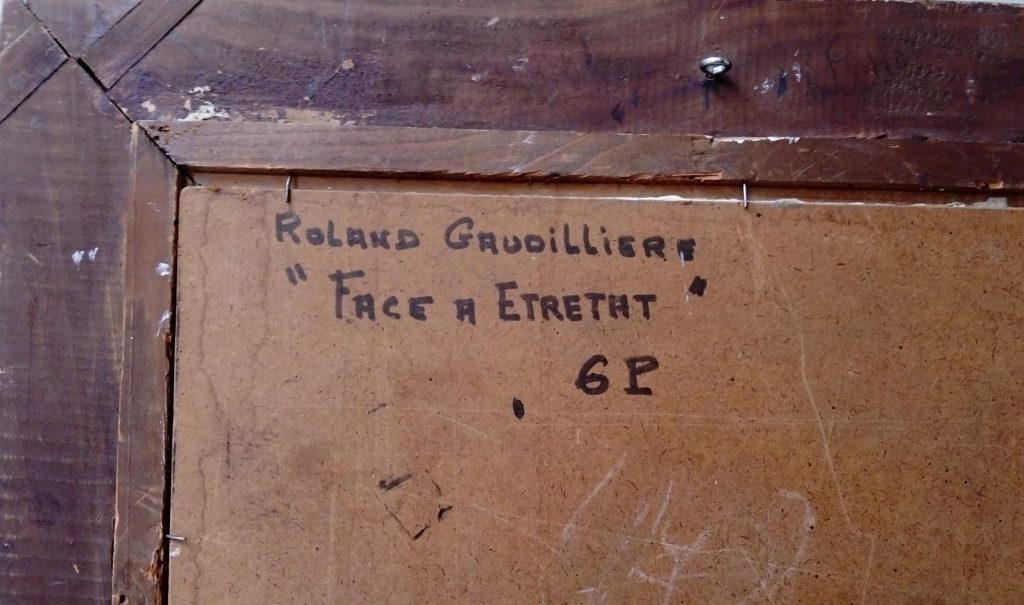 ROLAND GAUDILLIERE
"FACE A ETRETAT"
6P